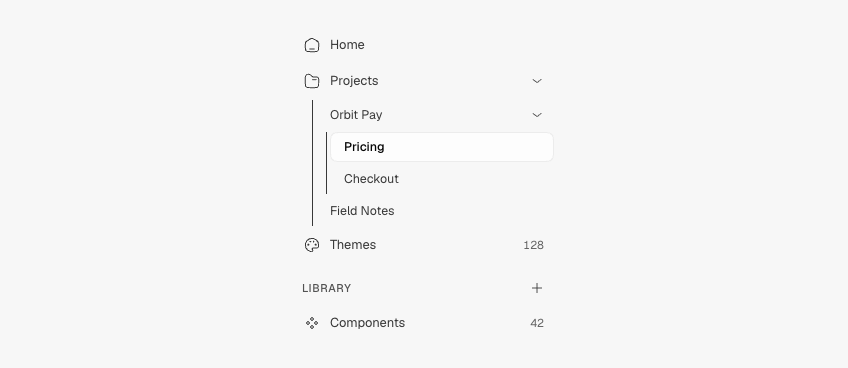 Home
Projects
Orbit Pay
Pricing
Checkout
Field Notes
Themes 128
LIBRARY
Components 42